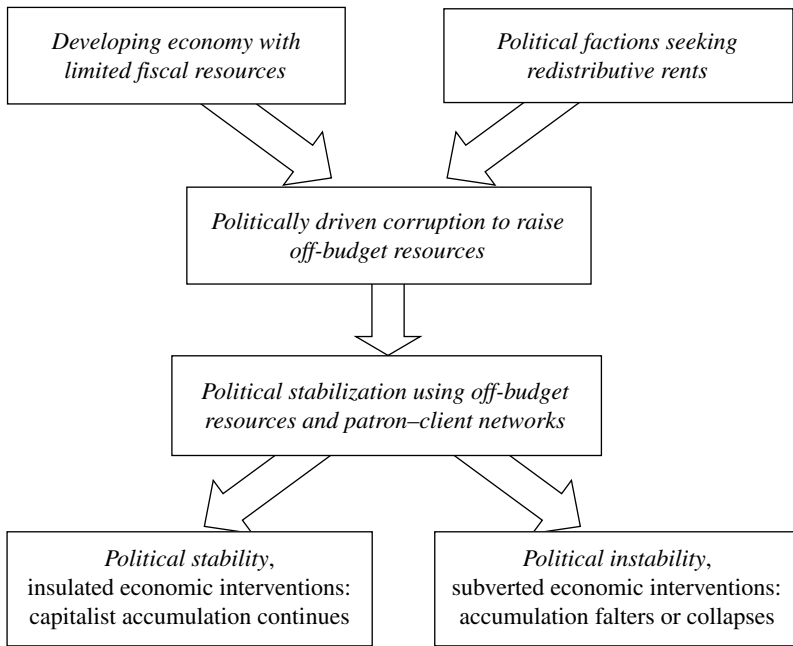 Developing economy with
limited fiscal resources
Political factions seeking
redistributive rents
Politically driven corruption to raise
off-budget resources
Political stabilization using off-budget
resources and patron–client networks
Political stability,
insulated economic interventions:
capitalist accumulation continues
Political instability,
subverted economic interventions:
accumulation falters or collapses